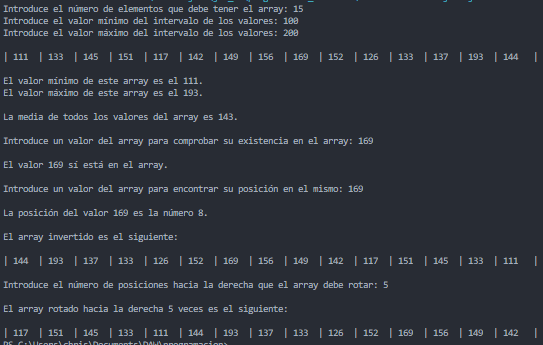 Introduce el número de elementos que debe tener el array: 15
Introduce el valor mínimo del intervalo de los valores: 100
Introduce el valor máximo del intervalo de los valores: 200
| 111 | 133 | 145 | 151 | 117 | 142 | 149 | 156 | 169 | 152 | 126 | 133 | 137 | 193 | 144 |
El valor mínimo de este array es el 111.
El valor máximo de este array es el 193.
La media de todos los valores del array es 143.
Introduce un valor del array para comprobar su existencia en el array: 169
El valor 169 sí está en el array.
Introduce un valor del array para encontrar su posición en el mismo: 169
La posición del valor 169 es la número 8.
El array invertido es el siguiente:
| 144 | 193 | 137 | 133 | 126 | 152 | 169 | 156 | 149 | 142 | 117 | 151 | 145 | 133 | 111 |
Introduce el número de posiciones hacia la derecha que el array debe rotar: 5
El array rotado hacia la derecha 5 veces es el siguiente:
| 117 | 151 | 145 | 133 | 111 | 144 | 193 | 137 | 133 | 126 | 152 | 169 | 156 | 149 | 142 |
PS C:\Users\chris\Documents\DAW\programacion>